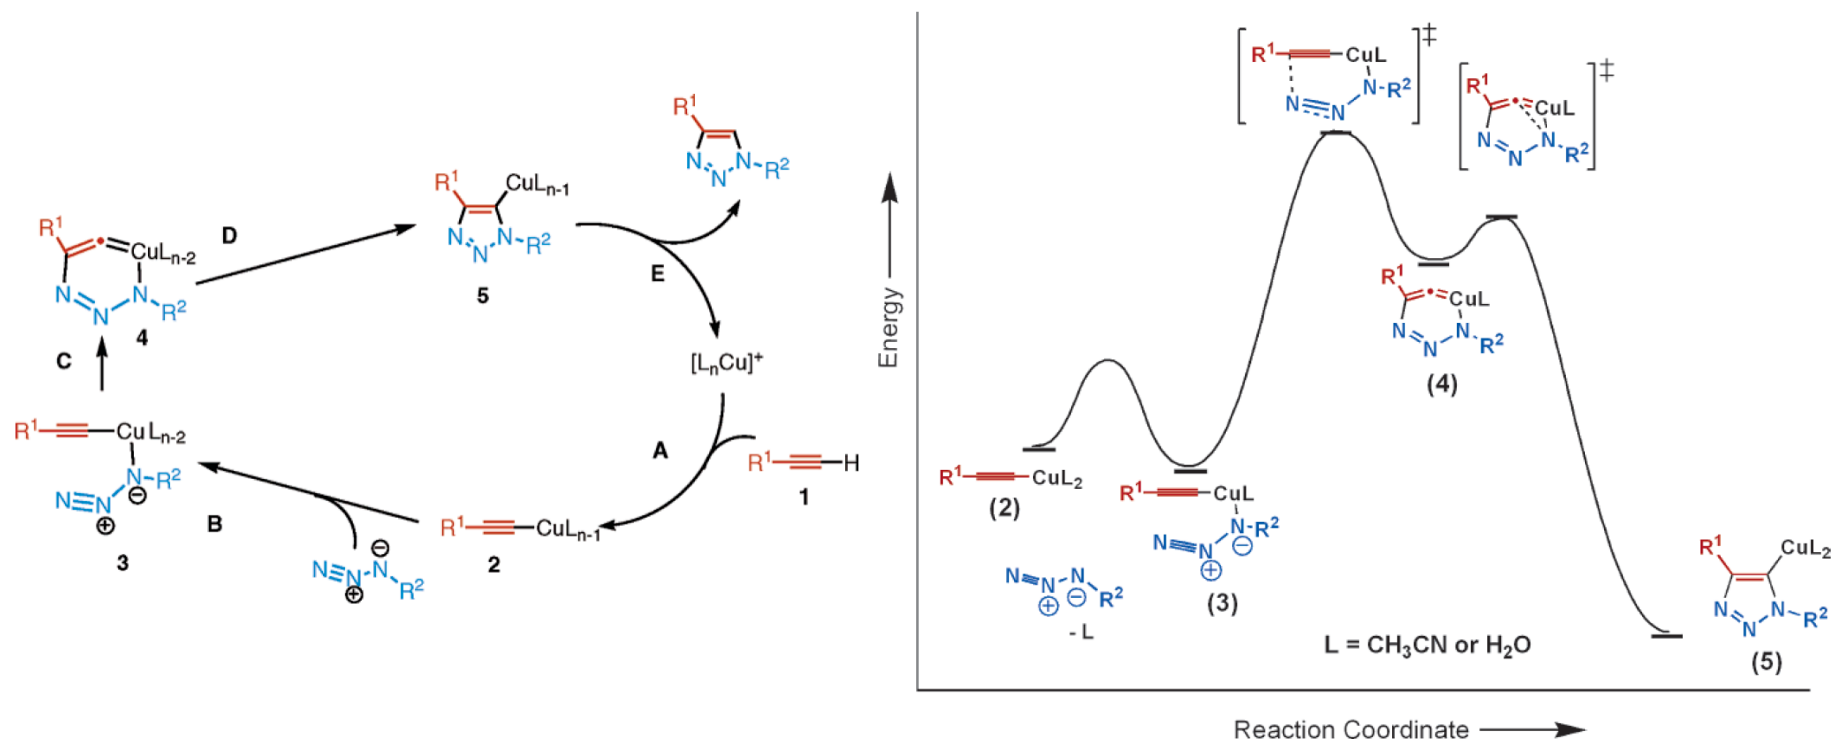 R¹
N
N
N
R²
R¹
CuLn-1
N
N
N
R²
5
D
R¹
CuLn-2
N
N
N
R²
4
C
E
[LnCu]⁺
A
R¹
H
1
R¹
Cu Ln-2
N≡N
⊕
N
⊖
R²
3
B
N≡N
⊕
N
⊖
R²
R¹
CuLn-1
2
Energy
R¹
CuL
N
N
N-R²
‡
R¹
CuL
N
N
N
R²
‡
R¹
CuL
N
N
N
R²
(4)
R¹
CuL₂
(2)
N
N
⊕
N
⊖
R²
- L
R¹
CuL
N
N
⊕
N-R²
⊖
(3)
L = CH₃CN or H₂O
R¹
CuL₂
N
N
N
R²
(5)
Reaction Coordinate